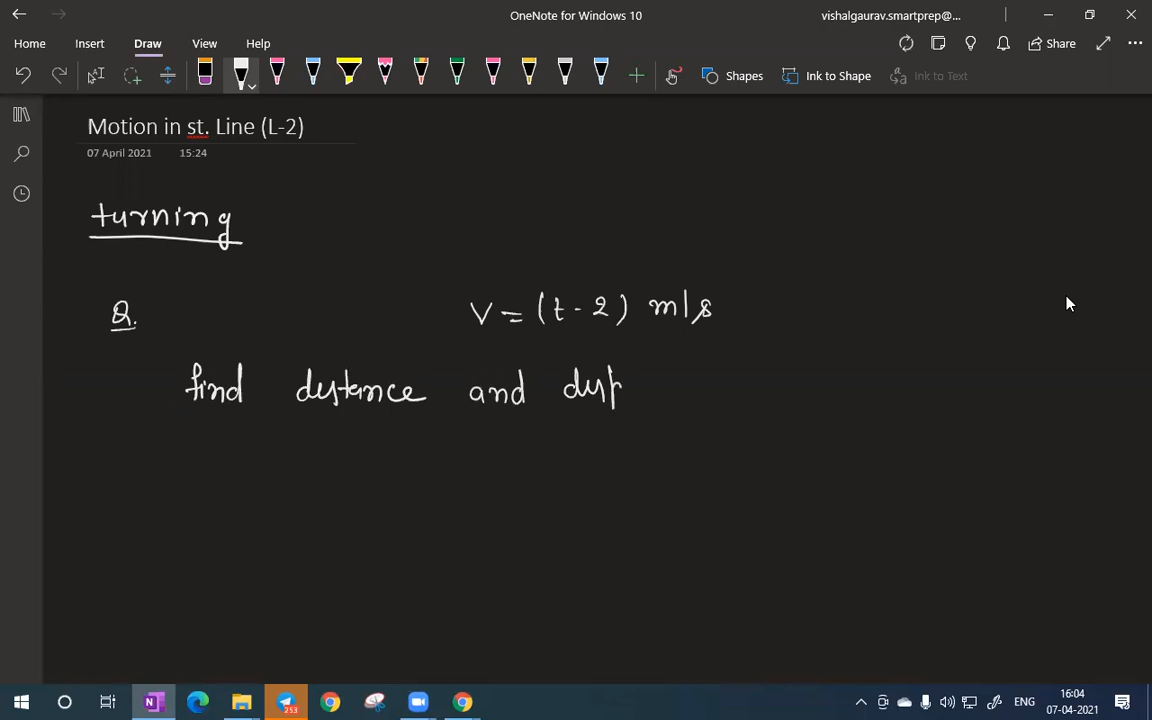 OneNote for Windows 10
vishalgaurav.smartprep@...
Home Insert Draw View Help
Share
Shapes Ink to Shape Ink to Text
Motion in st. Line (L-2)
07 April 2021 15:24
turning
Q. V = (t - 2) m/s
find distance and disp
253
ENG
16:04
07-04-2021